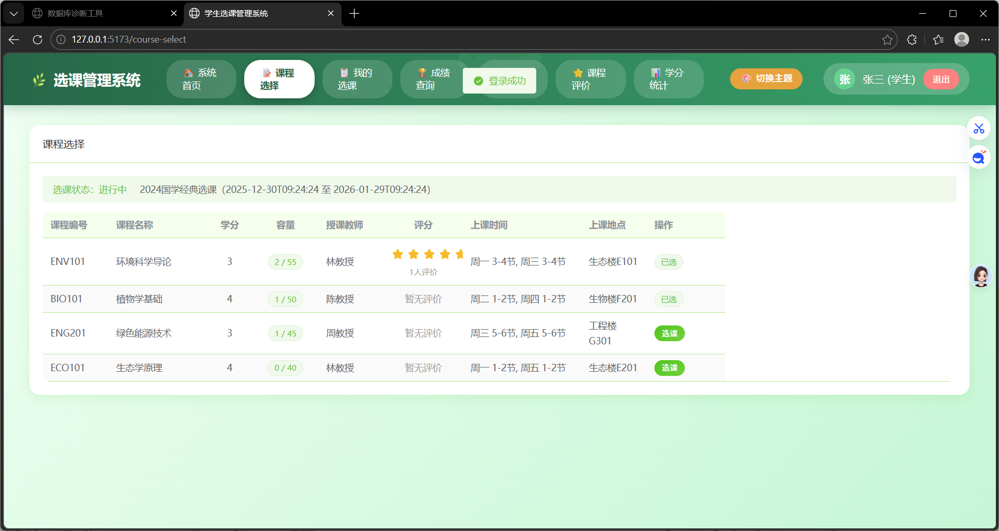 数据库诊断工具
学生选课管理系统
127.0.0.1:5173/course-select
选课管理系统
系统
首页
课程
选择
我的
选课
成绩
查询
登录成功
课程
评价
学分
统计
切换主题
张
张三 (学生)
退出
课程选择
选课状态：进行中 2024国学经典选课（2025-12-30T09:24:24 至 2026-01-29T09:24:24）
课程编号 课程名称 学分 容量 授课教师 评分 上课时间 上课地点 操作
ENV101 环境科学导论 3 2 / 55 林教授 1人评价 周一 3-4节, 周三 3-4节 生态楼E101 已选
BIO101 植物学基础 4 1 / 50 陈教授 暂无评价 周二 1-2节, 周四 1-2节 生物楼F201 已选
ENG201 绿色能源技术 3 1 / 45 周教授 暂无评价 周三 5-6节, 周五 5-6节 工程楼
G301 选课
ECO101 生态学原理 4 0 / 40 林教授 暂无评价 周一 1-2节, 周五 1-2节 生态楼E201 选课